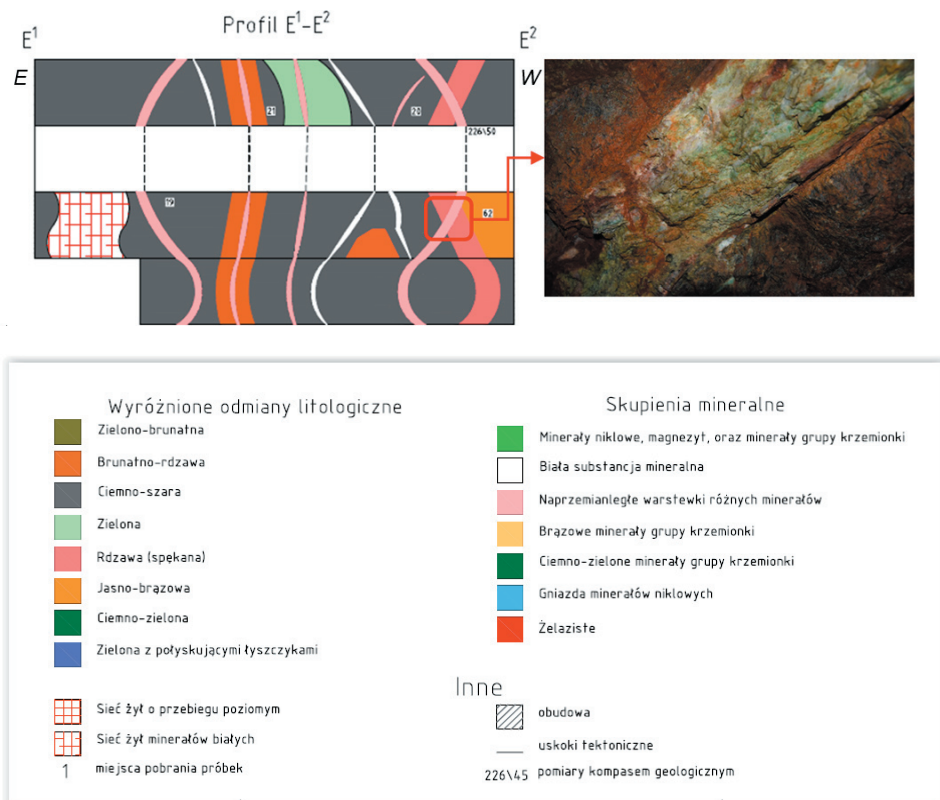 Profil E¹-E²
E¹
E²
E
W
21
20
226\50
19
62
Wyróżnione odmiany litologiczne
Zielono-brunatna
Brunatno-rdzawa
Ciemno-szara
Zielona
Rdzawa (spękana)
Jasno-brązowa
Ciemno-zielona
Zielona z połyskującymi łyszczykami
Sieć żył o przebiegu poziomym
Sieć żył minerałów białych
1 miejsca pobrania próbek
Skupienia mineralne
Minerały niklowe, magnezyt, oraz minerały grupy krzemionki
Biała substancja mineralna
Naprzemianległe warstewki różnych minerałów
Brązowe minerały grupy krzemionki
Ciemno-zielone minerały grupy krzemionki
Gniazda minerałów niklowych
Żelaziste
Inne
obudowa
uskoki tektoniczne
226\45 pomiary kompasem geologicznym